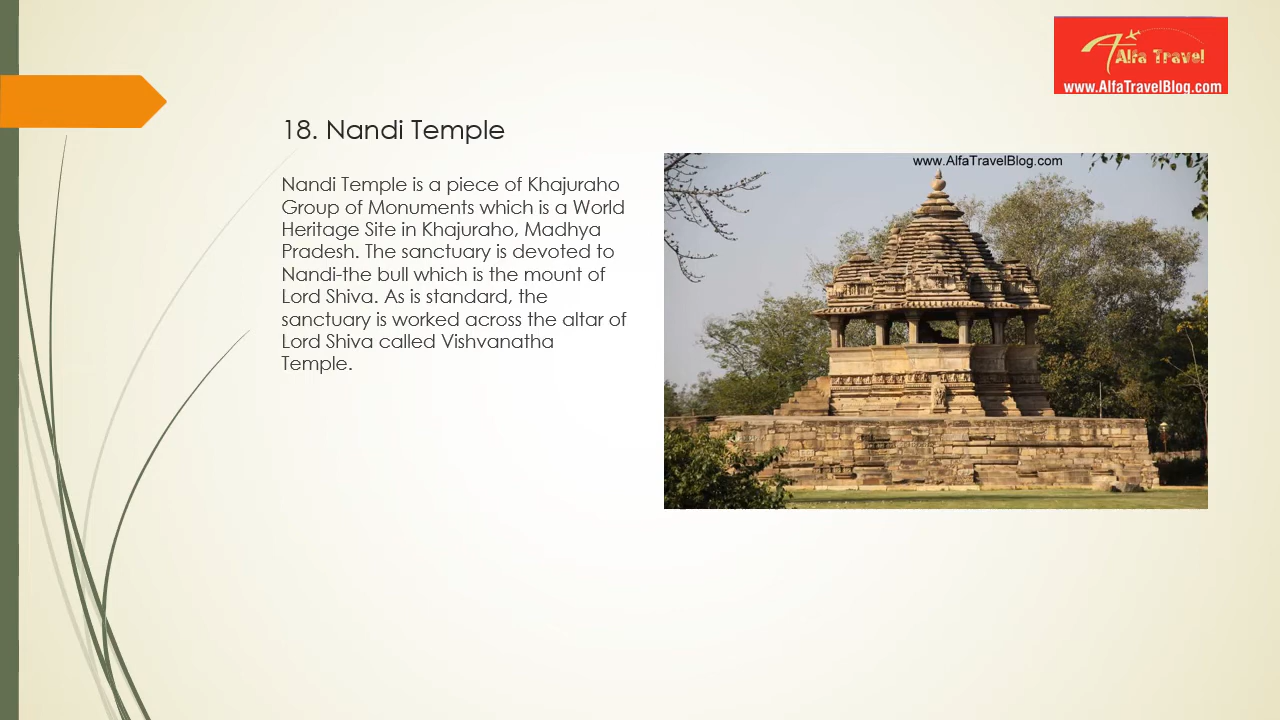 Alfa Travel
www.AlfaTravelBlog.com
18. Nandi Temple
www.AlfaTravelBlog.com
Nandi Temple is a piece of Khajuraho
Group of Monuments which is a World
Heritage Site in Khajuraho, Madhya
Pradesh. The sanctuary is devoted to
Nandi-the bull which is the mount of
Lord Shiva. As is standard, the
sanctuary is worked across the altar of
Lord Shiva called Vishvanatha
Temple.